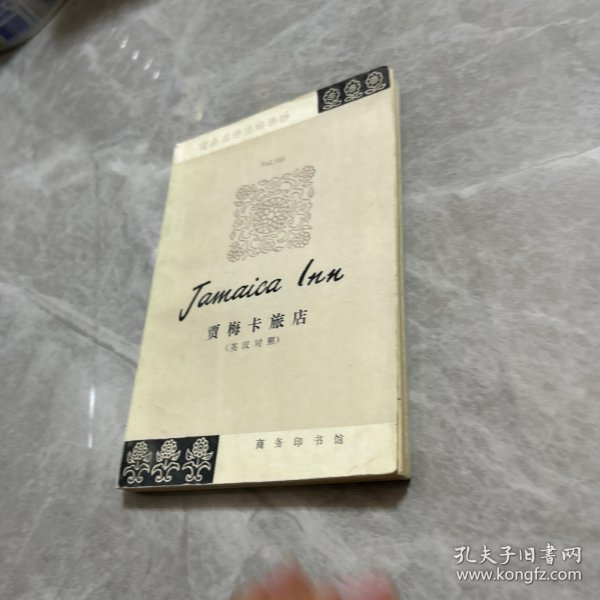 Jamaica Inn
贾梅卡旅店
(英汉对照)
商务印书馆
孔夫子旧书网
www.kongfz.com